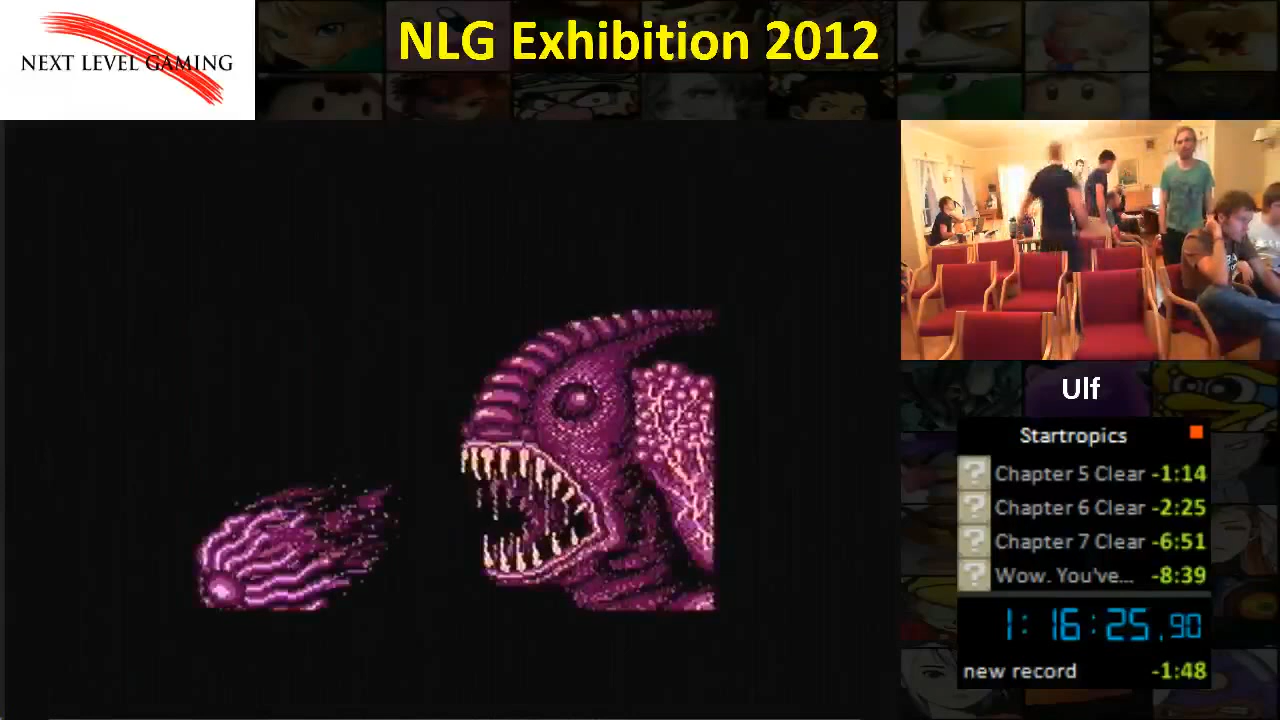 NEXT LEVEL GAMING
NLG Exhibition 2012
Ulf
Startropics
? Chapter 5 Clear -1:14
? Chapter 6 Clear -2:25
? Chapter 7 Clear -6:51
? Wow. You've... -8:39
1:16:25.90
new record -1:48